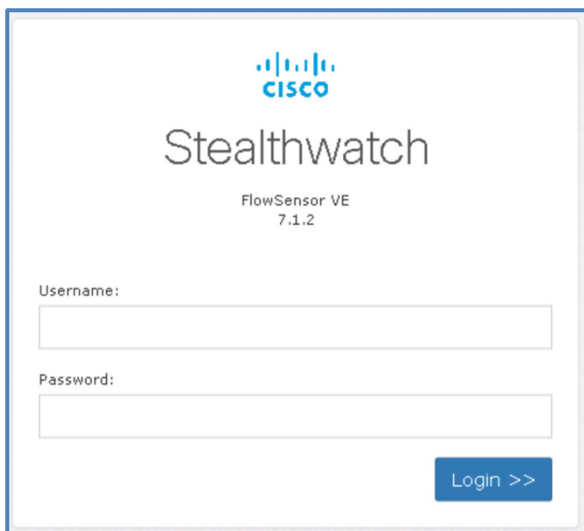 CISCO
Stealthwatch
FlowSensor VE
7.1.2
Username:
Password:
Login >>